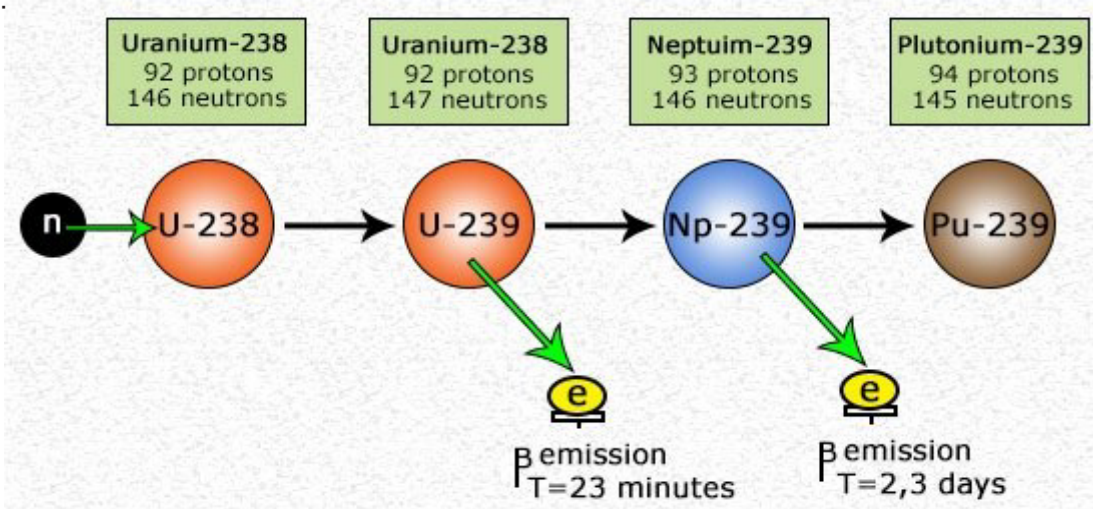 Uranium-238
92 protons
146 neutrons
Uranium-238
92 protons
147 neutrons
Neptuim-239
93 protons
146 neutrons
Plutonium-239
94 protons
145 neutrons
n
U-238
U-239
Np-239
Pu-239
e
β emission
T=23 minutes
e
β emission
T=2,3 days